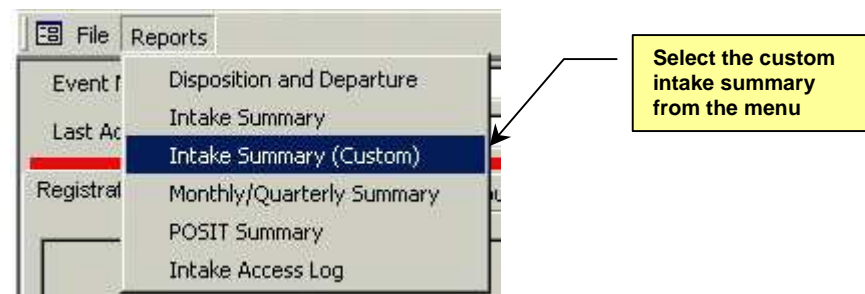 File Reports
Event
Disposition and Departure
Last Ac
Intake Summary
Intake Summary (Custom)
Registrat
Monthly/Quarterly Summary
POSIT Summary
Intake Access Log
Select the custom
intake summary
from the menu